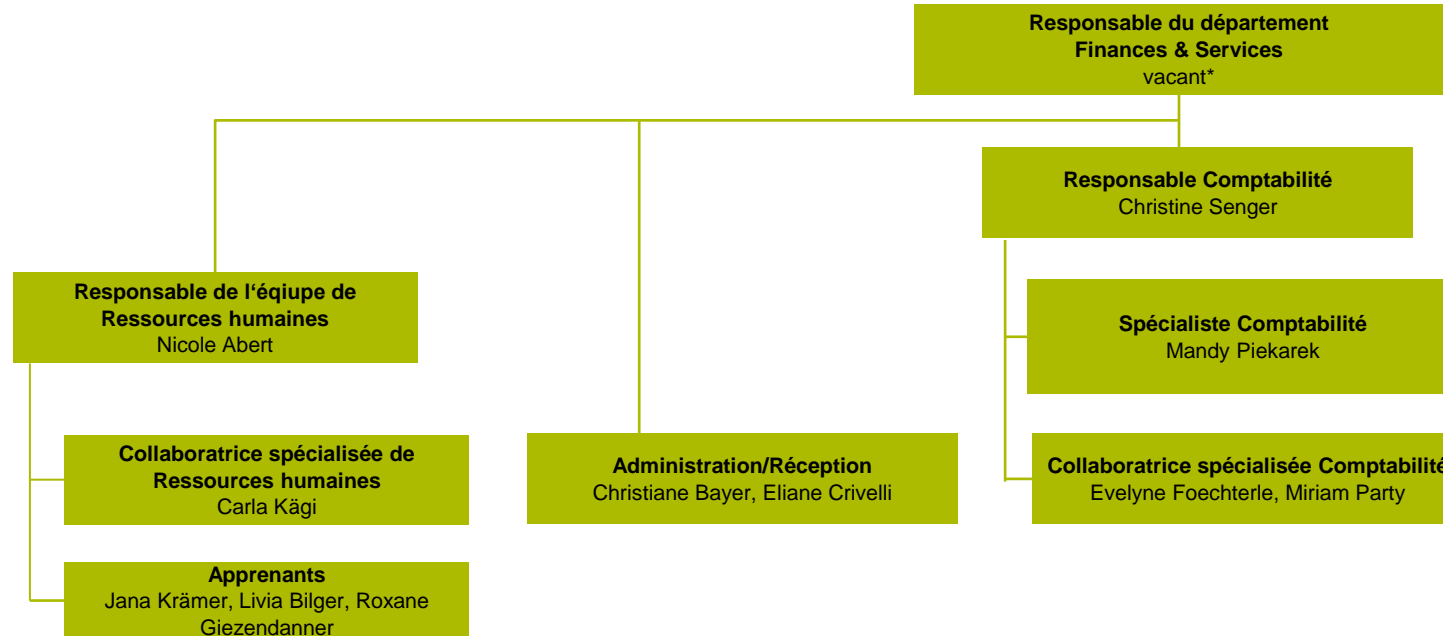 Responsable du département
Finances & Services
vacant*
Responsable Comptabilité
Christine Senger
Responsable de l‘éqiupe de
Ressources humaines
Nicole Abert
Spécialiste Comptabilité
Mandy Piekarek
Collaboratrice spécialisée de
Ressources humaines
Carla Kägi
Administration/Réception
Christiane Bayer, Eliane Crivelli
Collaboratrice spécialisée Comptabilité
Evelyne Foechterle, Miriam Party
Apprenants
Jana Krämer, Livia Bilger, Roxane
Giezendanner